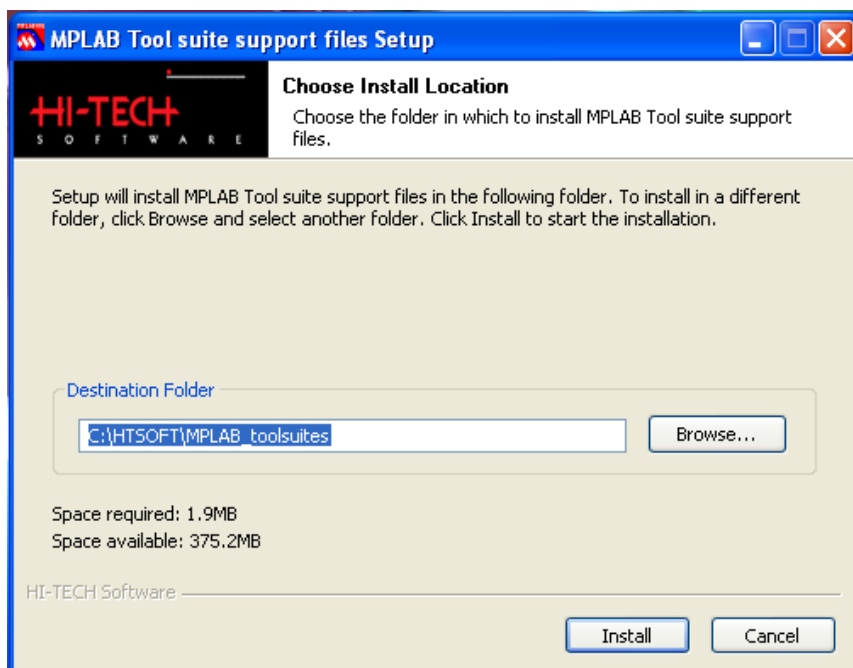 MPLAB Tool suite support files Setup
HI-TECH
SOFTWARE
Choose Install Location
Choose the folder in which to install MPLAB Tool suite support
files.
Setup will install MPLAB Tool suite support files in the following folder. To install in a different
folder, click Browse and select another folder. Click Install to start the installation.
Destination Folder
C:\HTSOFT\MPLAB_toolsuites
Browse...
Space required: 1.9MB
Space available: 375.2MB
HI-TECH Software
Install
Cancel